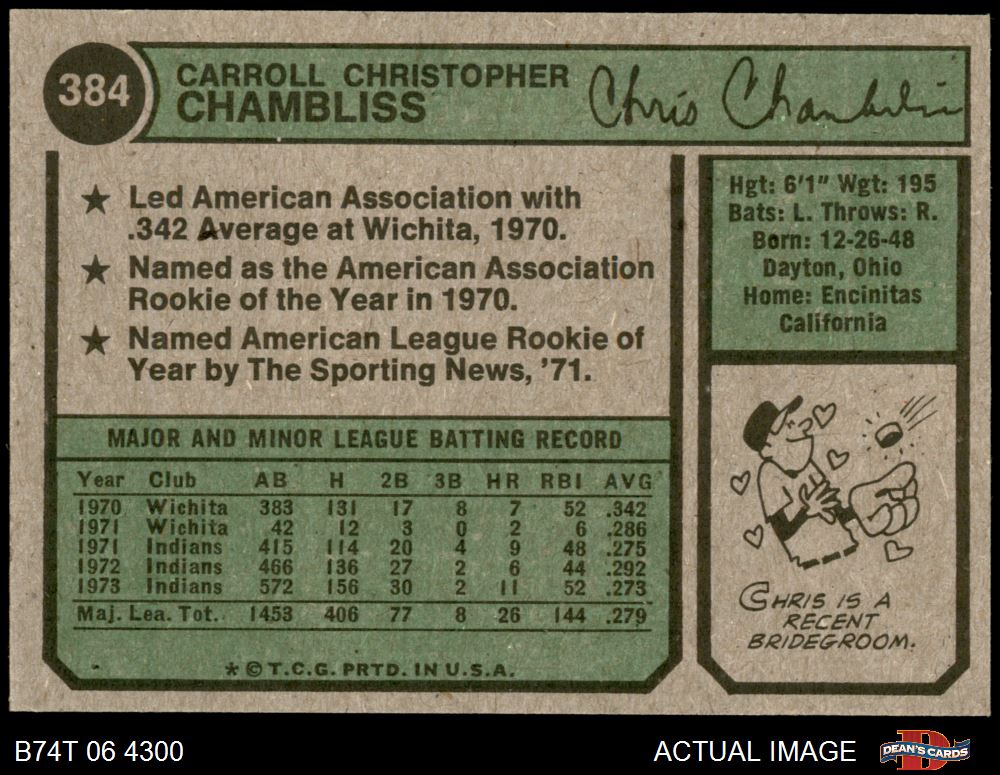 384
CARROLL CHRISTOPHER
CHAMBLISS
Chris Chambliss
★ Led American Association with
.342 Average at Wichita, 1970.
★ Named as the American Association
Rookie of the Year in 1970.
★ Named American League Rookie of
Year by The Sporting News, '71.
MAJOR AND MINOR LEAGUE BATTING RECORD
Year Club AB H 2B 3B HR RBI AVG
1970 Wichita 383 131 17 8 7 52 .342
1971 Wichita 42 12 3 0 2 6 .286
1971 Indians 415 114 20 4 9 48 .275
1972 Indians 466 136 27 2 6 44 .292
1973 Indians 572 156 30 2 11 52 .273
Maj. Lea. Tot. 1453 406 77 8 26 144 .279
* © T.C.G. PRTD. IN U.S.A.
Hgt: 6'1" Wgt: 195
Bats: L. Throws: R.
Born: 12-26-48
Dayton, Ohio
Home: Encinitas
California
CHRIS IS A
RECENT
BRIDEGROOM.
B74T 06 4300
ACTUAL IMAGE
DEAN'S CARDS